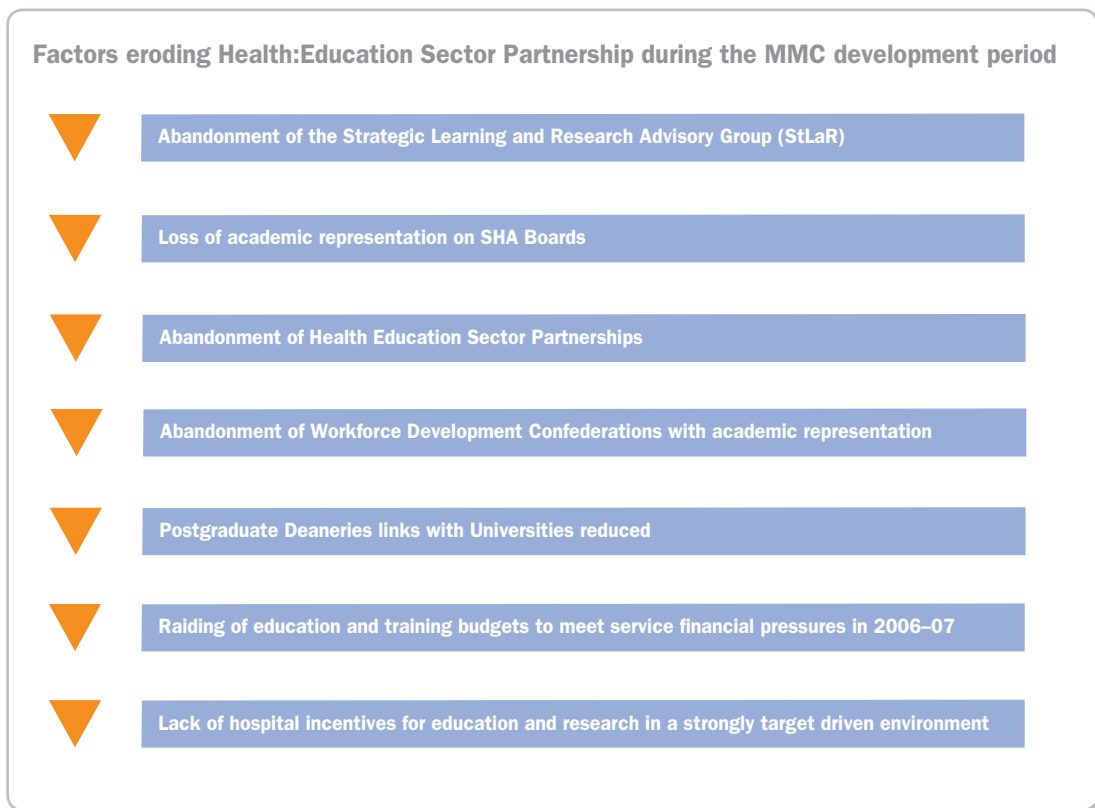 Factors eroding Health:Education Sector Partnership during the MMC development period
Abandonment of the Strategic Learning and Research Advisory Group (StLaR)
Loss of academic representation on SHA Boards
Abandonment of Health Education Sector Partnerships
Abandonment of Workforce Development Confederations with academic representation
Postgraduate Deaneries links with Universities reduced
Raiding of education and training budgets to meet service financial pressures in 2006–07
Lack of hospital incentives for education and research in a strongly target driven environment